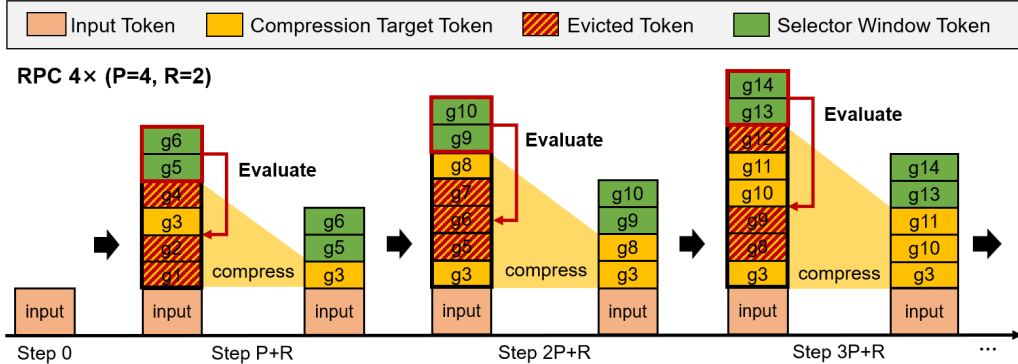 Input Token
Compression Target Token
Evicted Token
Selector Window Token
RPC 4× (P=4, R=2)
input
Step 0
g6
g5
g4
g3
g2
g1
input
Evaluate
compress
g6
g5
g3
input
Step P+R
g10
g9
g8
g7
g6
g5
g3
input
Evaluate
compress
g10
g9
g8
g3
input
Step 2P+R
g14
g13
g12
g11
g10
g9
g8
g3
input
Evaluate
compress
g14
g13
g11
g10
g3
input
Step 3P+R
...